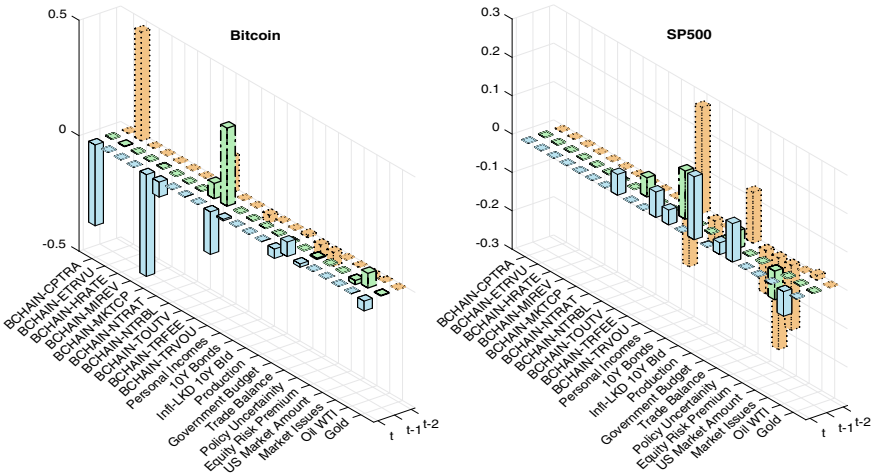 Bitcoin
0.5
0
-0.5
BCHAIN-CPTRA
BCHAIN-ETRVU
BCHAIN-HRATE
BCHAIN-MIREV
BCHAIN-MKTCP
BCHAIN-NTRAT
BCHAIN-NTRBL
BCHAIN-TOUTV
BCHAIN-TRFEE
BCHAIN-TRVOU
Personal Incomes
10Y Bonds
Infl-LKD 10Y Bld
Production
Government Budget
Trade Balance
Policy Uncertainity
Equity Risk Premium
US Market Amount
Market Issues
Oil WTI
Gold
t
t-1
t-2
SP500
0.3
0.2
0.1
0
-0.1
-0.2
-0.3
BCHAIN-CPTRA
BCHAIN-ETRVU
BCHAIN-HRATE
BCHAIN-MIREV
BCHAIN-MKTCP
BCHAIN-NTRAT
BCHAIN-NTRBL
BCHAIN-TOUTV
BCHAIN-TRFEE
BCHAIN-TRVOU
Personal Incomes
10Y Bonds
Infl-LKD 10Y Bld
Production
Government Budget
Trade Balance
Policy Uncertainity
Equity Risk Premium
US Market Amount
Market Issues
Oil WTI
Gold
t
t-1
t-2